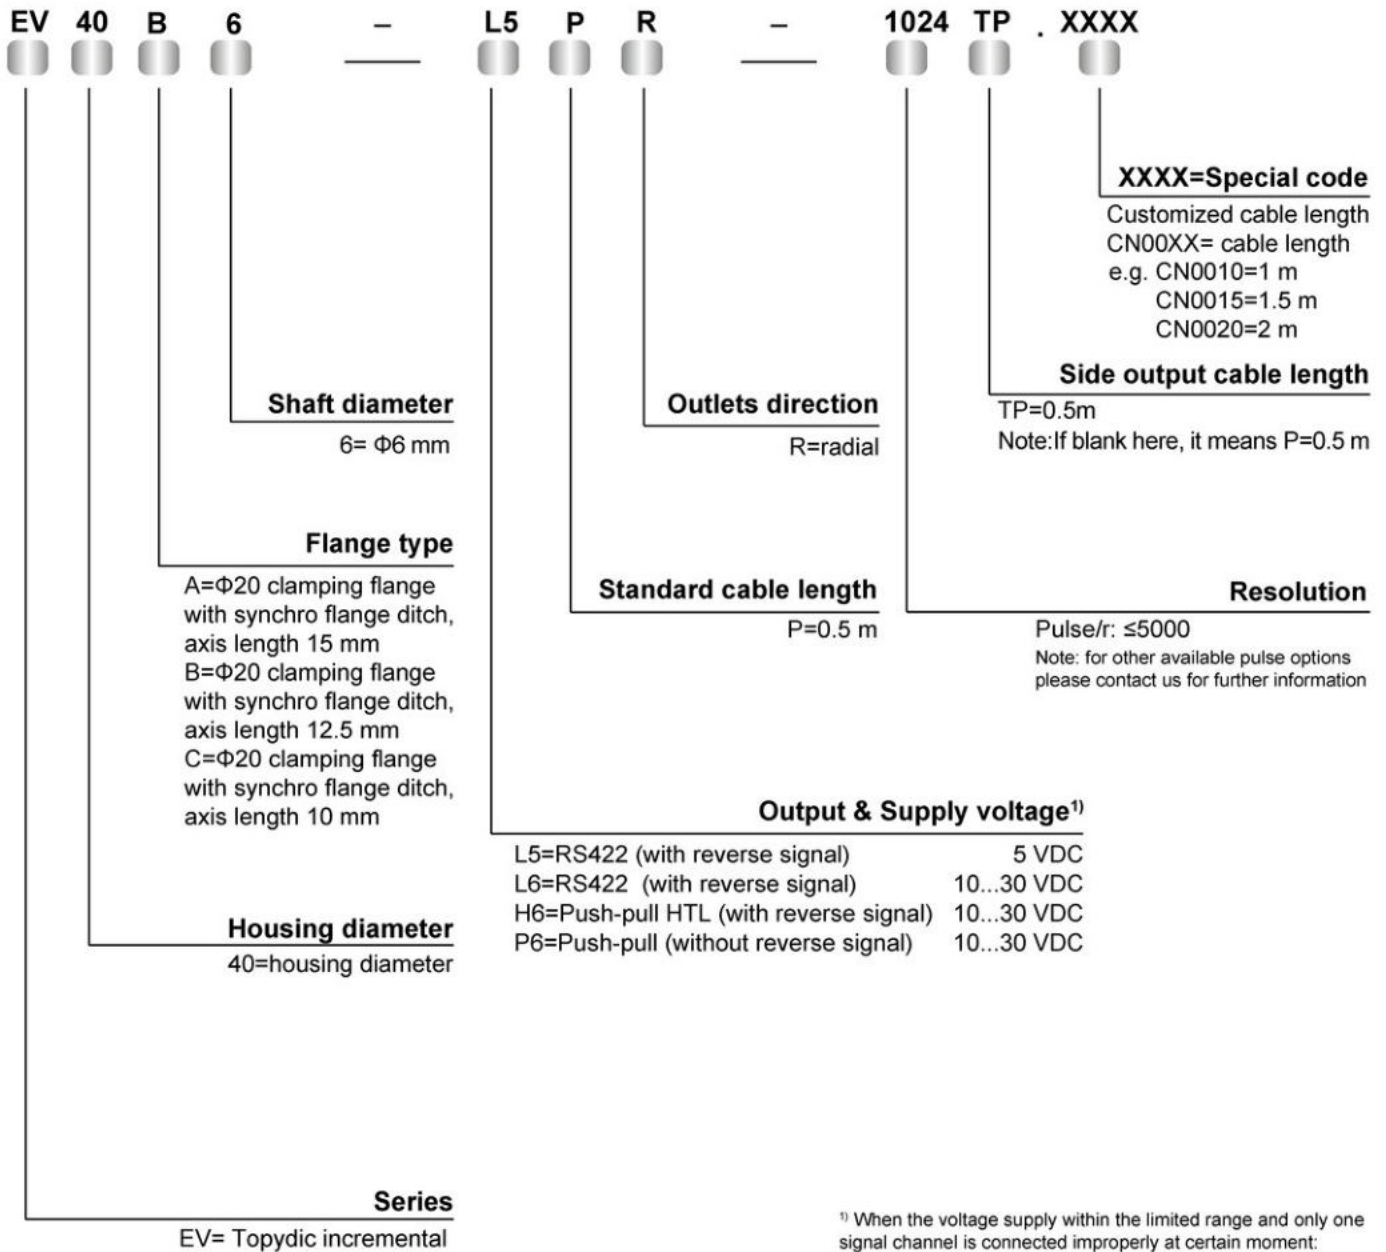 EV 40 B 6 – L5 P R – 1024 TP . XXXX
XXXX=Special code
Customized cable length
CN00XX= cable length
e.g. CN0010=1 m
CN0015=1.5 m
CN0020=2 m
Side output cable length
TP=0.5m
Note:If blank here, it means P=0.5 m
Shaft diameter
6= Φ6 mm
Outlets direction
R=radial
Flange type
A=Φ20 clamping flange
with synchro flange ditch,
axis length 15 mm
B=Φ20 clamping flange
with synchro flange ditch,
axis length 12.5 mm
C=Φ20 clamping flange
with synchro flange ditch,
axis length 10 mm
Standard cable length
P=0.5 m
Resolution
Pulse/r: ≤5000
Note: for other available pulse options
please contact us for further information
Output & Supply voltage¹⁾
L5=RS422 (with reverse signal) 5 VDC
L6=RS422 (with reverse signal) 10...30 VDC
H6=Push-pull HTL (with reverse signal) 10...30 VDC
P6=Push-pull (without reverse signal) 10...30 VDC
Housing diameter
40=housing diameter
Series
EV= Topydic incremental
¹⁾ When the voltage supply within the limited range and only one
signal channel is connected improperly at certain moment: